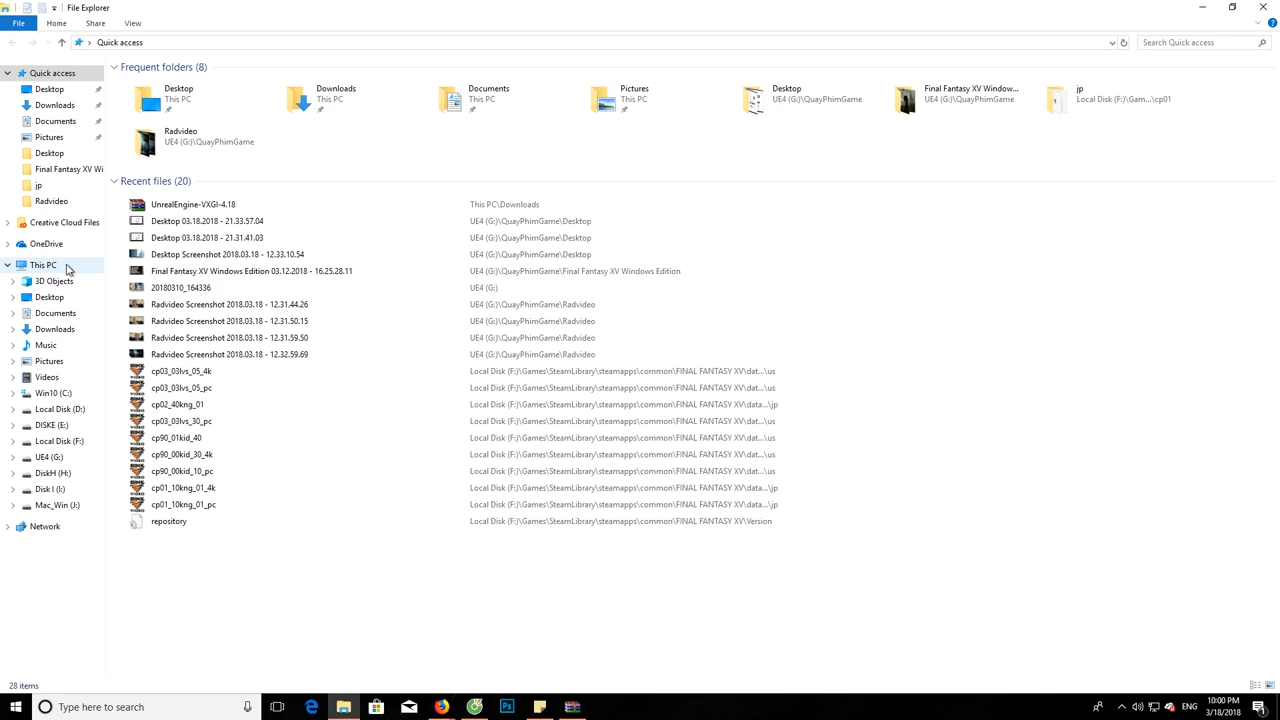 File Explorer
File Home Share View
Quick access
Search Quick access
Quick access
Desktop
Downloads
Documents
Pictures
Desktop
Final Fantasy XV Wi
jp
Radvideo
Creative Cloud Files
OneDrive
This PC
3D Objects
Desktop
Documents
Downloads
Music
Pictures
Videos
Win10 (C:)
Local Disk (D:)
DISKE (E:)
Local Disk (F:)
UE4 (G:)
DiskH (H:)
Disk I (I:)
Mac_Win (J:)
Network
Frequent folders (8)
Desktop
This PC
Downloads
This PC
Documents
This PC
Pictures
This PC
Desktop
UE4 (G:)\QuayPhimGame
Final Fantasy XV Window...
UE4 (G:)\QuayPhimGame
jp
Local Disk (F:)\Gam...\cp01
Radvideo
UE4 (G:)\QuayPhimGame
Recent files (20)
UnrealEngine-VXGI-4.18 This PC\Downloads
Desktop 03.18.2018 - 21.33.57.04 UE4 (G:)\QuayPhimGame\Desktop
Desktop 03.18.2018 - 21.31.41.03 UE4 (G:)\QuayPhimGame\Desktop
Desktop Screenshot 2018.03.18 - 12.33.10.54 UE4 (G:)\QuayPhimGame\Desktop
Final Fantasy XV Windows Edition 03.12.2018 - 16.25.28.11 UE4 (G:)\QuayPhimGame\Final Fantasy XV Windows Edition
20180310_164336 UE4 (G:)
Radvideo Screenshot 2018.03.18 - 12.31.44.26 UE4 (G:)\QuayPhimGame\Radvideo
Radvideo Screenshot 2018.03.18 - 12.31.50.15 UE4 (G:)\QuayPhimGame\Radvideo
Radvideo Screenshot 2018.03.18 - 12.31.59.50 UE4 (G:)\QuayPhimGame\Radvideo
Radvideo Screenshot 2018.03.18 - 12.32.59.69 UE4 (G:)\QuayPhimGame\Radvideo
cp03_03lvs_05_4k Local Disk (F:)\Games\SteamLibrary\steamapps\common\FINAL FANTASY XV\dat...\us
cp03_03lvs_05_pc Local Disk (F:)\Games\SteamLibrary\steamapps\common\FINAL FANTASY XV\dat...\us
cp02_40kng_01 Local Disk (F:)\Games\SteamLibrary\steamapps\common\FINAL FANTASY XV\data...\jp
cp03_03lvs_30_pc Local Disk (F:)\Games\SteamLibrary\steamapps\common\FINAL FANTASY XV\dat...\us
cp90_01kid_40 Local Disk (F:)\Games\SteamLibrary\steamapps\common\FINAL FANTASY XV\dat...\us
cp90_00kid_30_4k Local Disk (F:)\Games\SteamLibrary\steamapps\common\FINAL FANTASY XV\dat...\us
cp90_00kid_10_pc Local Disk (F:)\Games\SteamLibrary\steamapps\common\FINAL FANTASY XV\dat...\us
cp01_10kng_01_4k Local Disk (F:)\Games\SteamLibrary\steamapps\common\FINAL FANTASY XV\data...\jp
cp01_10kng_01_pc Local Disk (F:)\Games\SteamLibrary\steamapps\common\FINAL FANTASY XV\data...\jp
repository Local Disk (F:)\Games\SteamLibrary\steamapps\common\FINAL FANTASY XV\Version
28 items
Type here to search
ENG
10:00 PM
3/18/2018